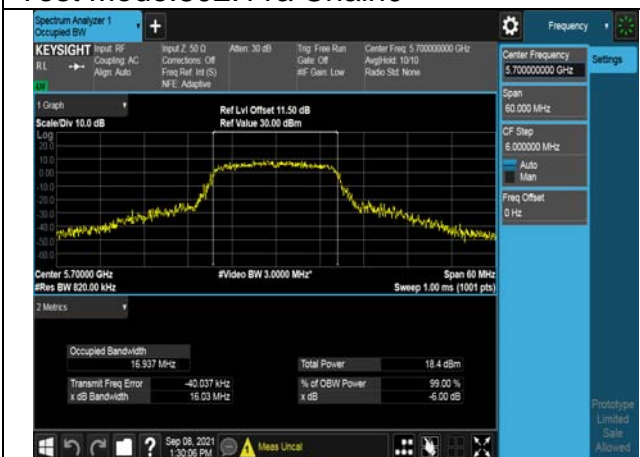 Spectrum Analyzer 1
Occupied BW
Frequency
KEYSIGHT
RL
Input: RF
Coupling: AC
Align: Auto
Input Z: 50 Ω
Corrections: Off
Freq Ref: Int (S)
NFE: Adaptive
Atten: 30 dB
Trig: Free Run
Gate: Off
#IF Gain: Low
Center Freq: 5.700000000 GHz
Avg|Hold: 10/10
Radio Std: None
Center Frequency
5.700000000 GHz
Settings
Span
60.000 MHz
CF Step
6.000000 MHz
Auto
Man
Freq Offset
0 Hz
1 Graph
Scale/Div 10.0 dB
Ref Lvl Offset 11.50 dB
Ref Value 30.00 dBm
Log
20.0
10.0
0.00
-10.0
-20.0
-30.0
-40.0
-50.0
-60.0
Center 5.70000 GHz
#Res BW 820.00 kHz
#Video BW 3.0000 MHz*
Span 60 MHz
Sweep 1.00 ms (1001 pts)
2 Metrics
Occupied Bandwidth
16.937 MHz
Total Power 18.4 dBm
Transmit Freq Error -40.037 kHz
% of OBW Power 99.00 %
x dB Bandwidth 16.03 MHz
x dB -6.00 dB
Sep 08, 2021
1:30:06 PM
Meas Uncal
Prototype
Limited
Sale
Allowed